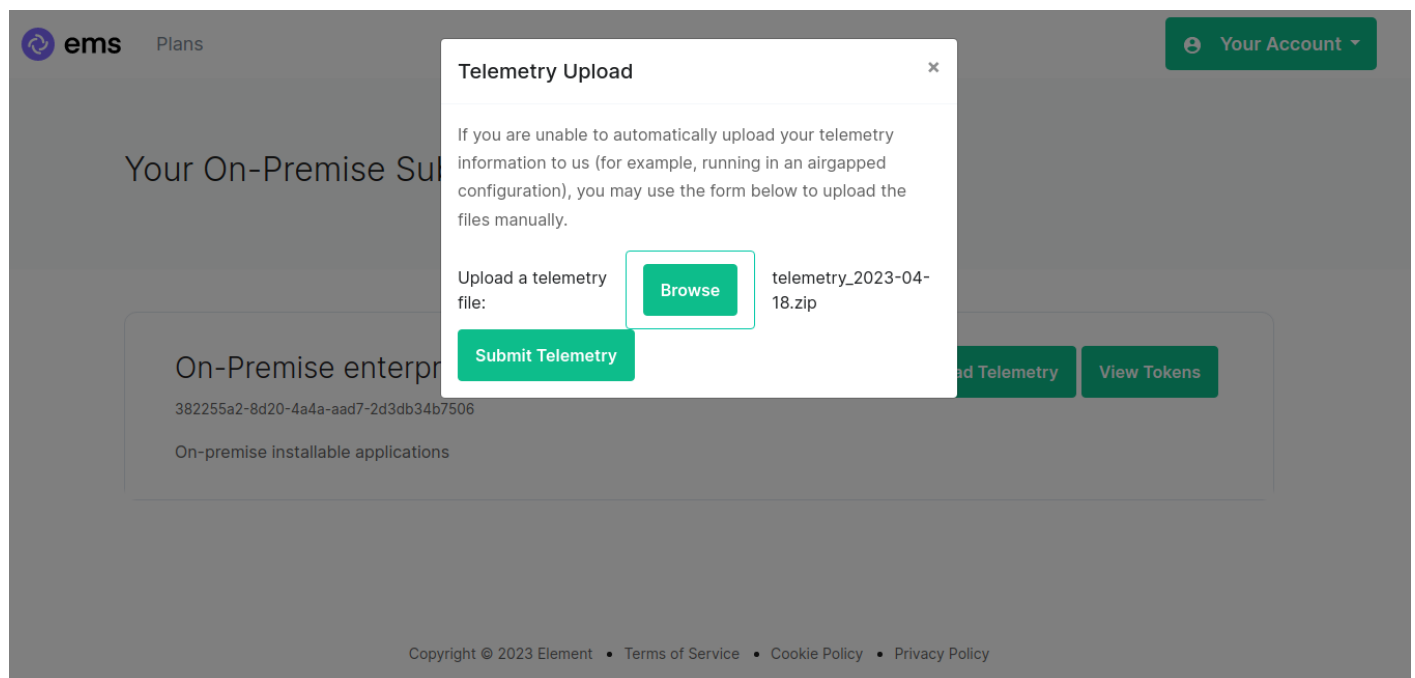 ems Plans Your Account
Telemetry Upload ×
If you are unable to automatically upload your telemetry
information to us (for example, running in an airgapped
configuration), you may use the form below to upload the
files manually.
Upload a telemetry
file:
Browse
telemetry_2023-04-
18.zip
Submit Telemetry
Your On-Premise
On-Premise
Telemetry View Tokens
382255a2-8d20-4a4a-aad7-2d3db34b7506
On-premise installable applications
Copyright © 2023 Element • Terms of Service • Cookie Policy • Privacy Policy